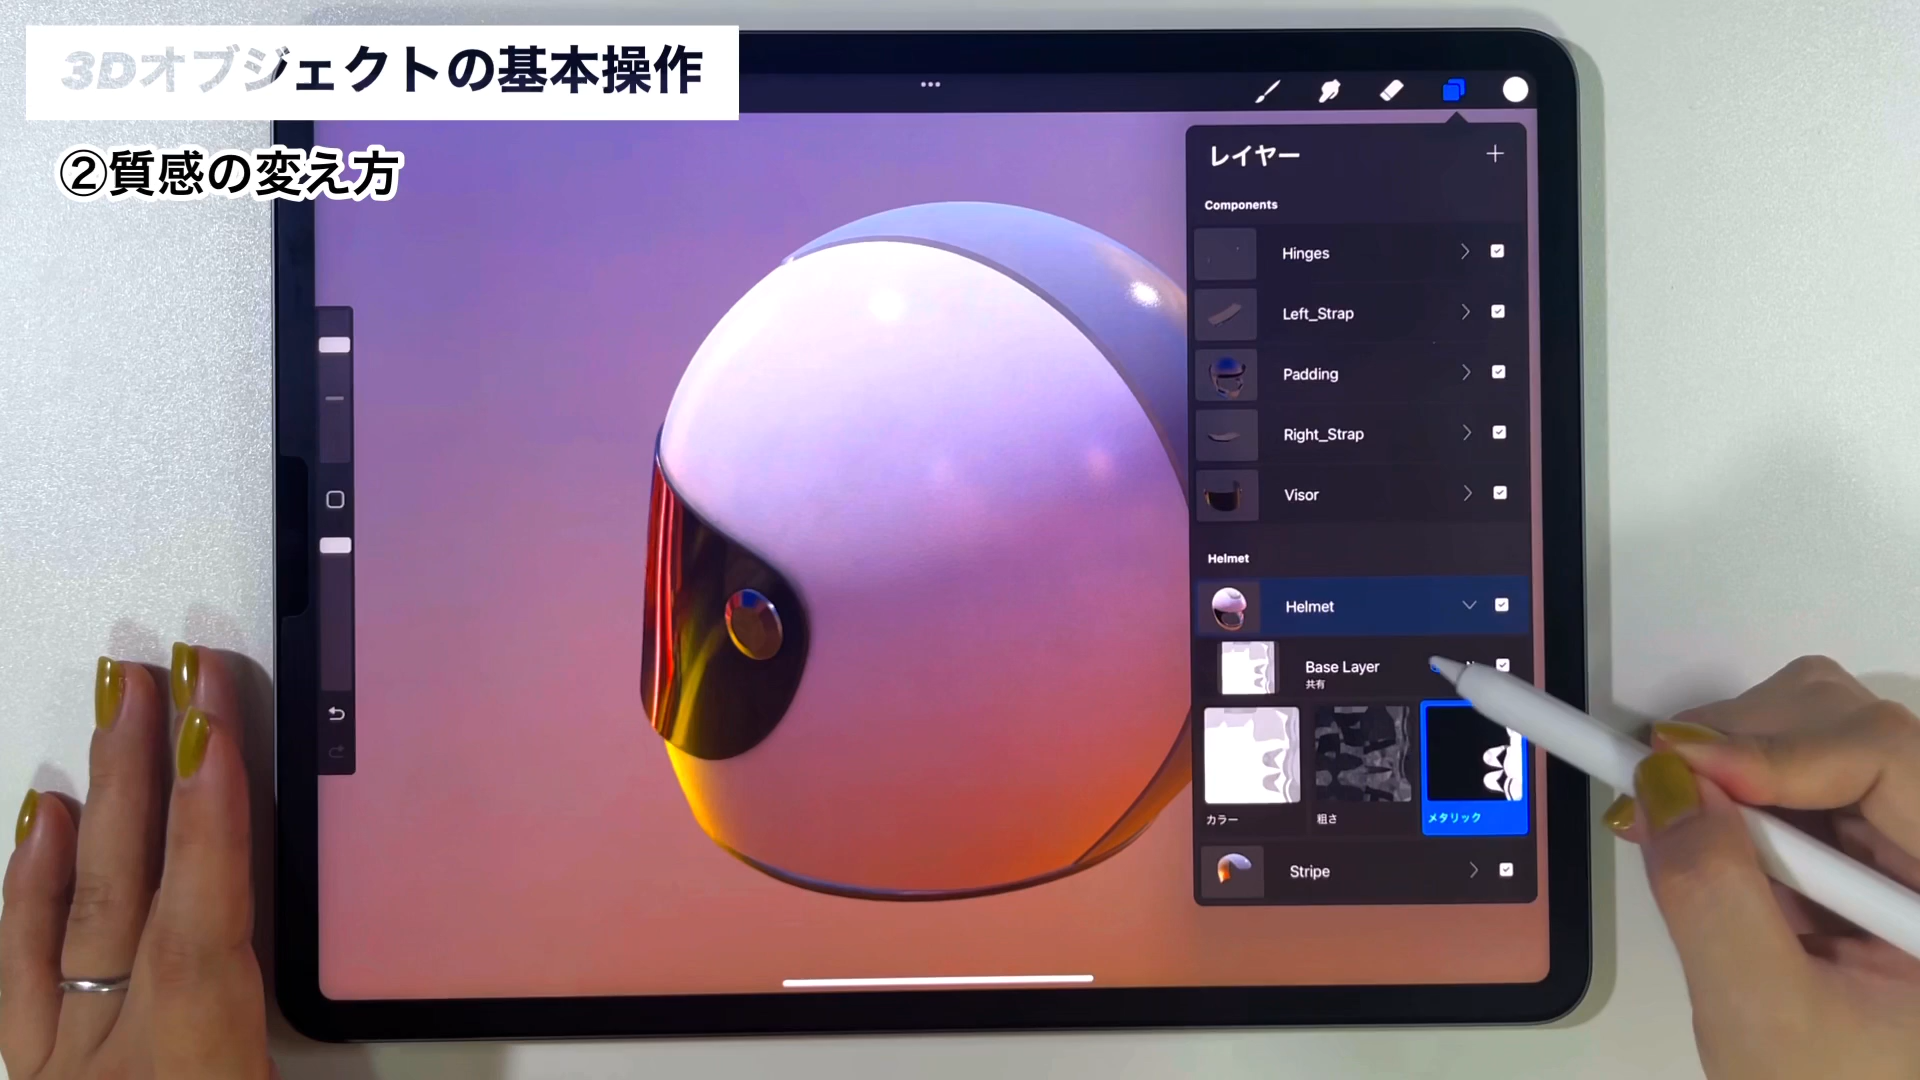 3Dオブジェクトの基本操作
②質感の変え方
レイヤー
Components
Hinges
Left_Strap
Padding
Right_Strap
Visor
Helmet
Helmet
Base Layer
共有
カラー
粗さ
メタリック
Stripe